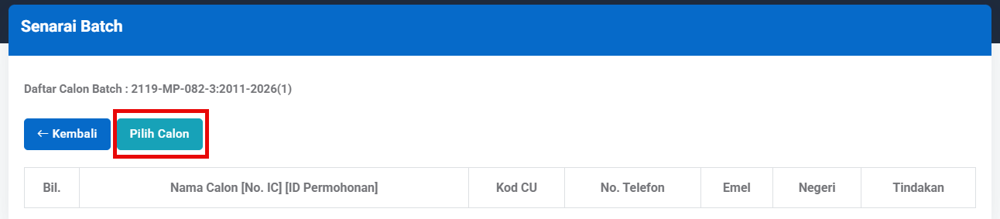 Senarai Batch
Daftar Calon Batch : 2119-MP-082-3:2011-2026(1)
← Kembali Pilih Calon
Bil. Nama Calon [No. IC] [ID Permohonan] Kod CU No. Telefon Emel Negeri Tindakan